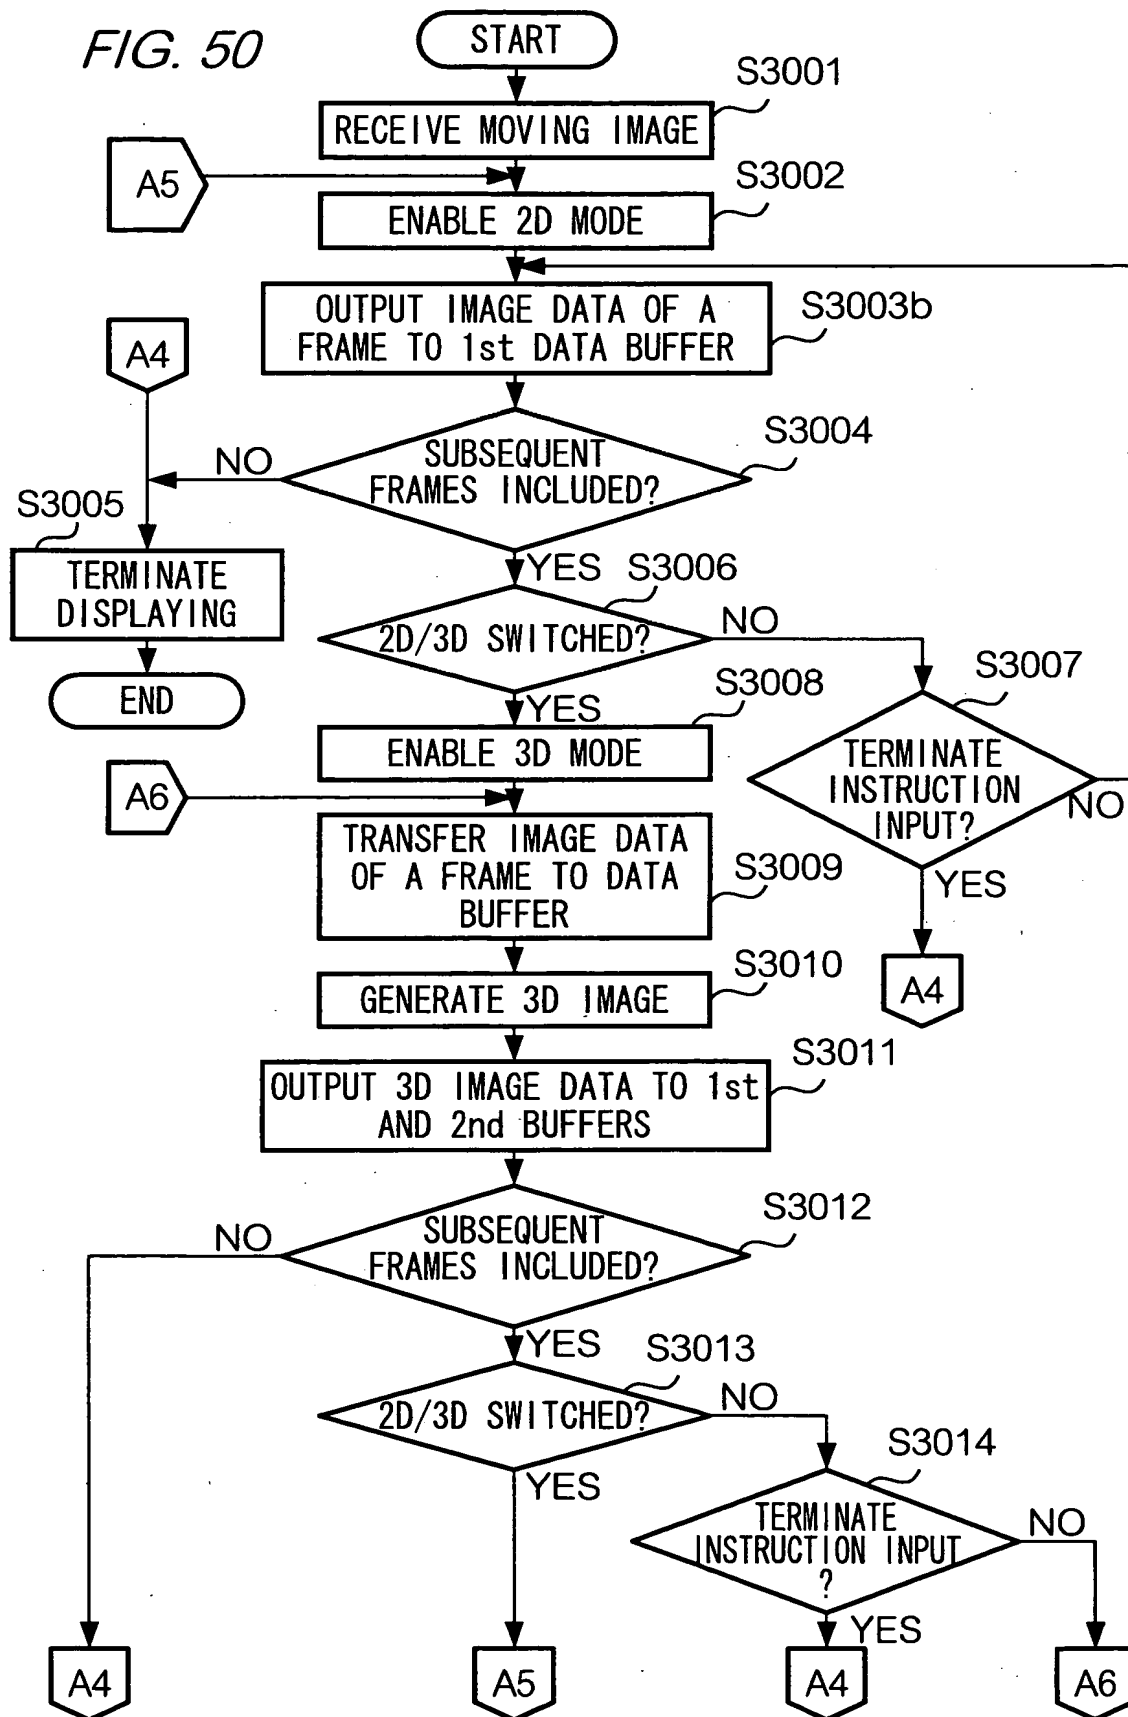 FIG. 50
START
S3001
RECEIVE MOVING IMAGE
A5
S3002
ENABLE 2D MODE
S3003b
OUTPUT IMAGE DATA OF A
FRAME TO 1st DATA BUFFER
A4
S3004
SUBSEQUENT
FRAMES INCLUDED?
NO
S3005
TERMINATE
DISPLAYING
YES
S3006
2D/3D SWITCHED?
NO
END
S3007
TERMINATE
INSTRUCTION
INPUT?
NO
YES
A4
YES
S3008
ENABLE 3D MODE
A6
TRANSFER IMAGE DATA
OF A FRAME TO DATA
BUFFER
S3009
S3010
GENERATE 3D IMAGE
S3011
OUTPUT 3D IMAGE DATA TO 1st
AND 2nd BUFFERS
S3012
SUBSEQUENT
FRAMES INCLUDED?
NO
YES
S3013
2D/3D SWITCHED?
NO
YES
S3014
TERMINATE
INSTRUCTION INPUT
?
NO
YES
A4
A5
A4
A6